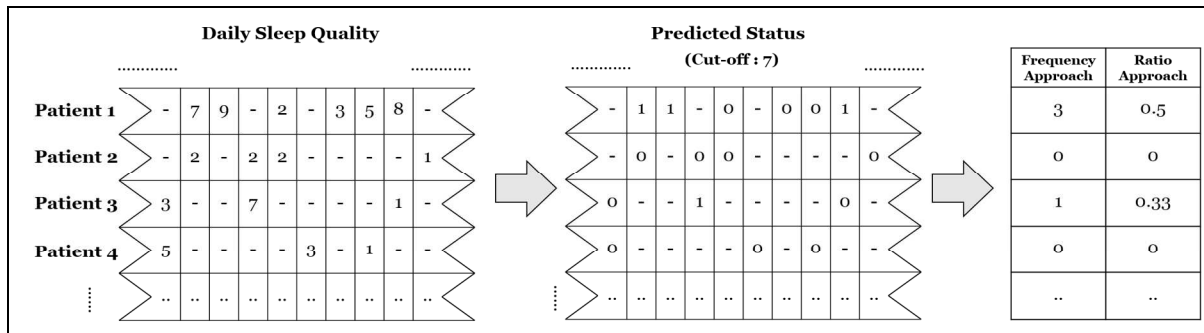 Daily Sleep Quality
Predicted Status
(Cut-off : 7)
............. ............. ............. .............
Frequency Approach Ratio Approach
Patient 1 - 7 9 - 2 - 3 5 8 - - 1 1 - 0 - 0 0 1 - 3 0.5
Patient 2 - 2 - 2 2 - - - - 1 - 0 - 0 0 - - - - 0 0 0
Patient 3 3 - - 7 - - - - 1 - 0 - - 1 - - - - 0 - 1 0.33
Patient 4 5 - - - - 3 - 1 - - 0 - - - - 0 - 0 - - 0 0
...... .. .. .. .. .. .. .. .. .. .. ...... .. .. .. .. .. .. .. .. .. .. .. ..